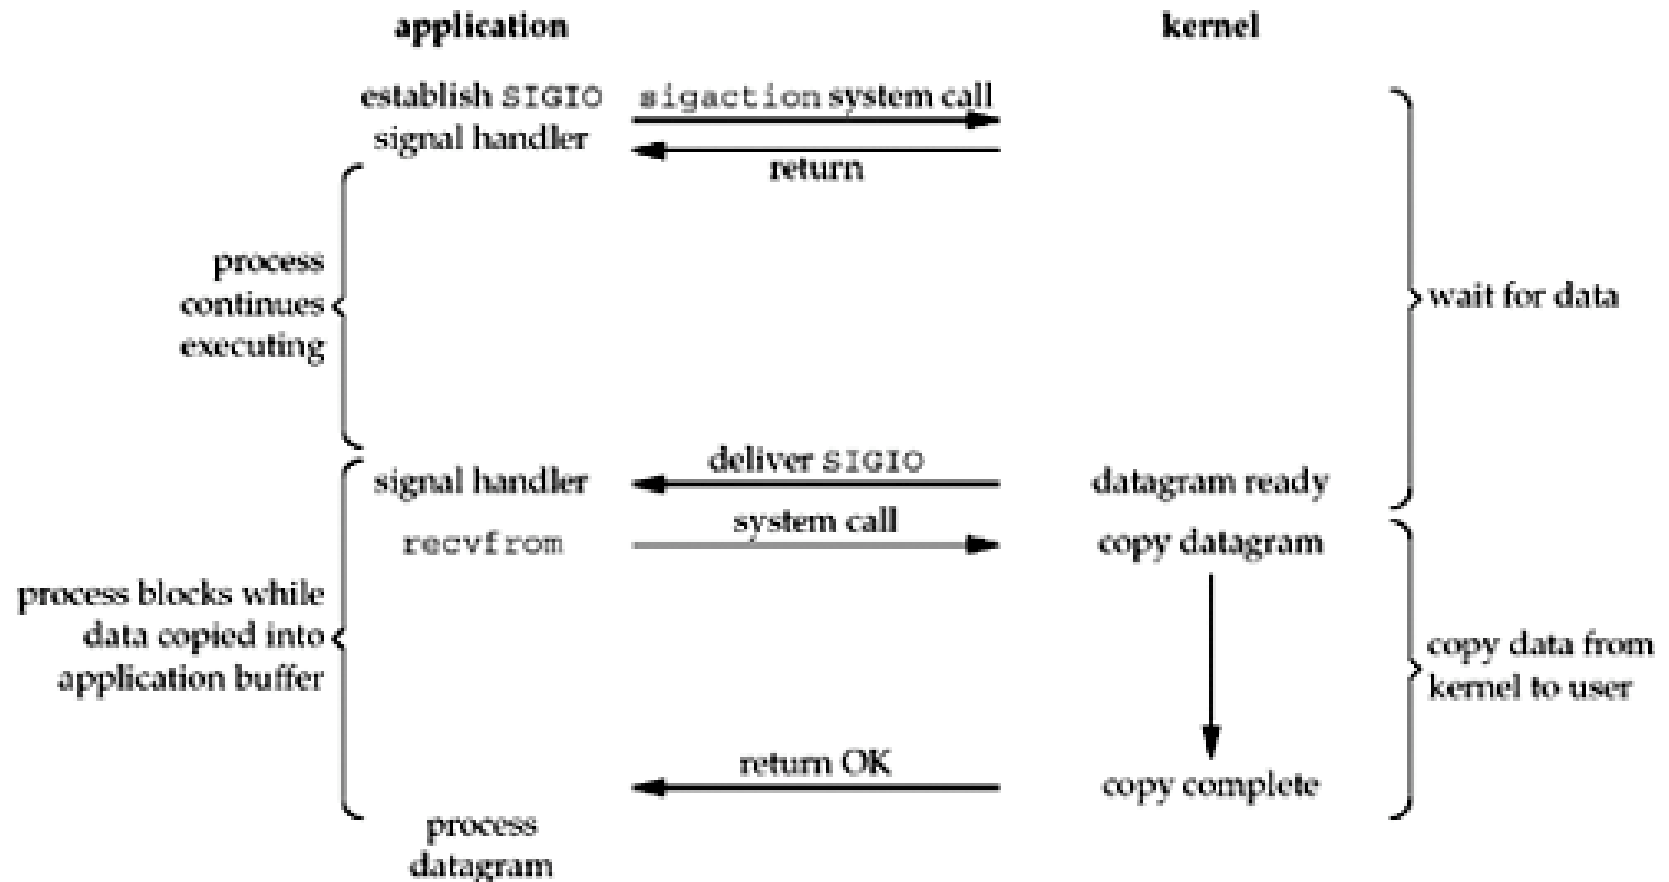 application
kernel
establish SIGIO
signal handler
sigaction system call
return
process
continues
executing
wait for data
signal handler
deliver SIGIO
datagram ready
recvfrom
system call
copy datagram
process blocks while
data copied into
application buffer
copy data from
kernel to user
return OK
copy complete
process
datagram